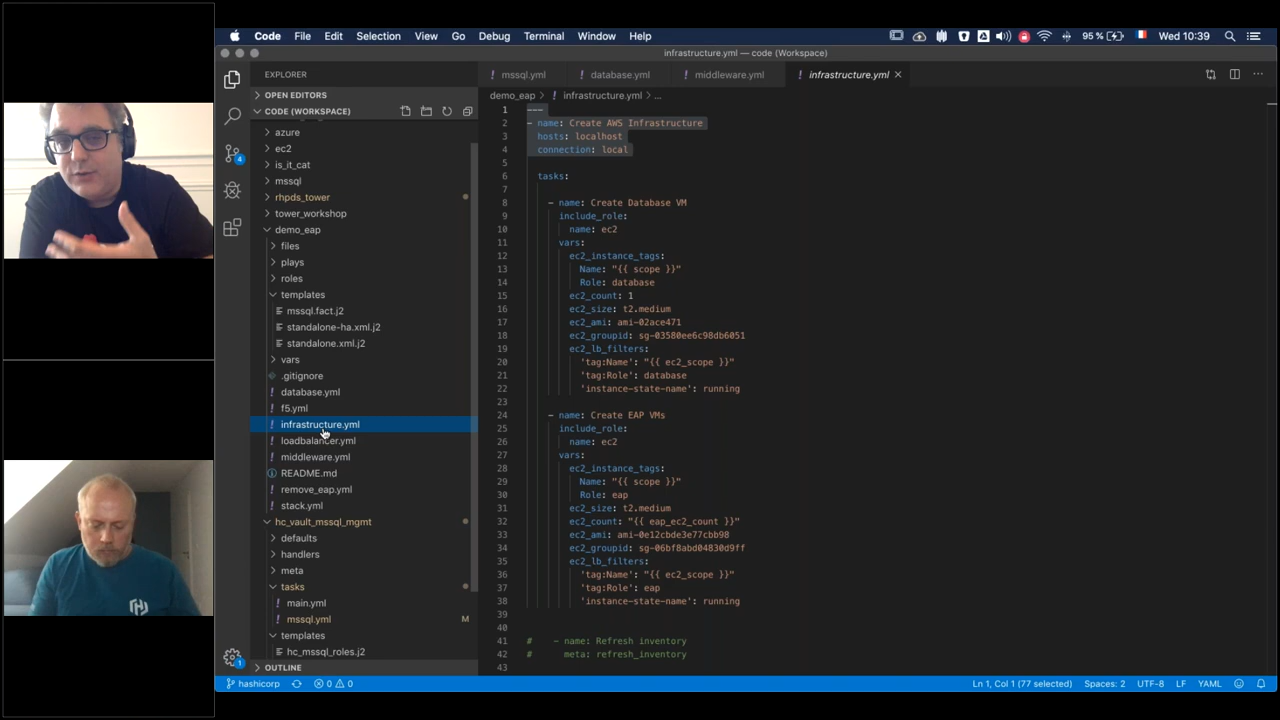 Code File Edit Selection View Go Debug Terminal Window Help 95 % Wed 10:39
infrastructure.yml — code (Workspace)
EXPLORER
mssql.yml database.yml middleware.yml infrastructure.yml
OPEN EDITORS
demo_eap infrastructure.yml ...
CODE (WORKSPACE)
azure
ec2
is_it_cat
mssql
rhpds_tower
tower_workshop
demo_eap
files
plays
roles
templates
mssql.fact.j2
standalone-ha.xml.j2
standalone.xml.j2
vars
.gitignore
database.yml
f5.yml
infrastructure.yml
loadbalancer.yml
middleware.yml
README.md
remove_eap.yml
stack.yml
hc_vault_mssql_mgmt
defaults
handlers
meta
tasks
main.yml
mssql.yml M
templates
hc_mssql_roles.j2
OUTLINE
4
1
1 ---
2 - name: Create AWS Infrastructure
3 hosts: localhost
4 connection: local
5
6 tasks:
7
8 - name: Create Database VM
9 include_role:
10 name: ec2
11 vars:
12 ec2_instance_tags:
13 Name: "{{ scope }}"
14 Role: database
15 ec2_count: 1
16 ec2_size: t2.medium
17 ec2_ami: ami-02ace471
18 ec2_groupid: sg-03580ee6c98db6051
19 ec2_lb_filters:
20 'tag:Name': "{{ ec2_scope }}"
21 'tag:Role': database
22 'instance-state-name': running
23
24 - name: Create EAP VMs
25 include_role:
26 name: ec2
27 vars:
28 ec2_instance_tags:
29 Name: "{{ scope }}"
30 Role: eap
31 ec2_size: t2.medium
32 ec2_count: "{{ eap_ec2_count }}"
33 ec2_ami: ami-0e12cbde3e77cbb98
34 ec2_groupid: sg-06bf8abd04830d9ff
35 ec2_lb_filters:
36 'tag:Name': "{{ ec2_scope }}"
37 'tag:Role': eap
38 'instance-state-name': running
39
40
41 # - name: Refresh inventory
42 # meta: refresh_inventory
43
hashicorp 0 0 Ln 1, Col 1 (77 selected) Spaces: 2 UTF-8 LF YAML